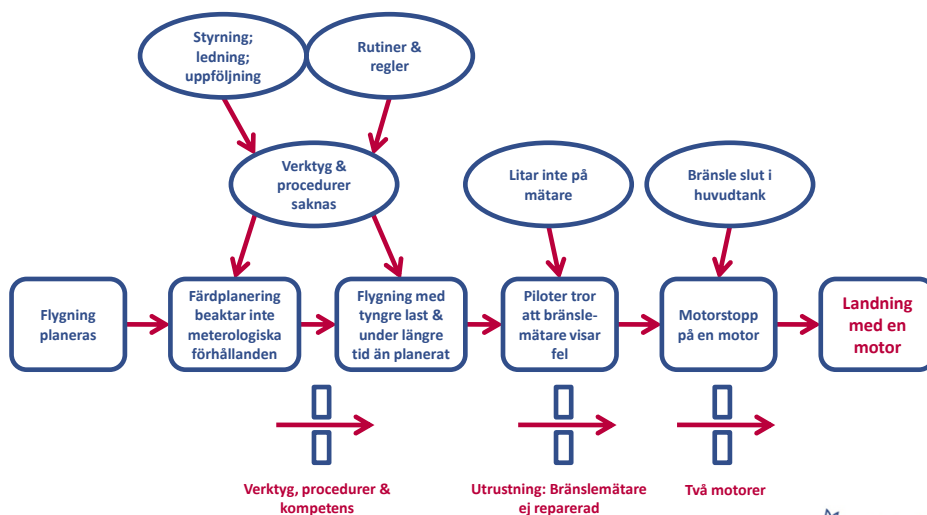 Styrning;
ledning;
uppföljning
Rutiner &
regler
Verktyg &
procedurer
saknas
Litar inte på
mätare
Bränsle slut i
huvudtank
Flygning
planeras
Färdplanering
beaktar inte
meterologiska
förhållanden
Flygning med
tyngre last &
under längre
tid än planerat
Piloter tror
att bränsle-
mätare visar
fel
Motorstopp
på en motor
Landning
med en
motor
Verktyg, procedurer &
kompetens
Utrustning: Bränslemätare
ej reparerad
Två motorer